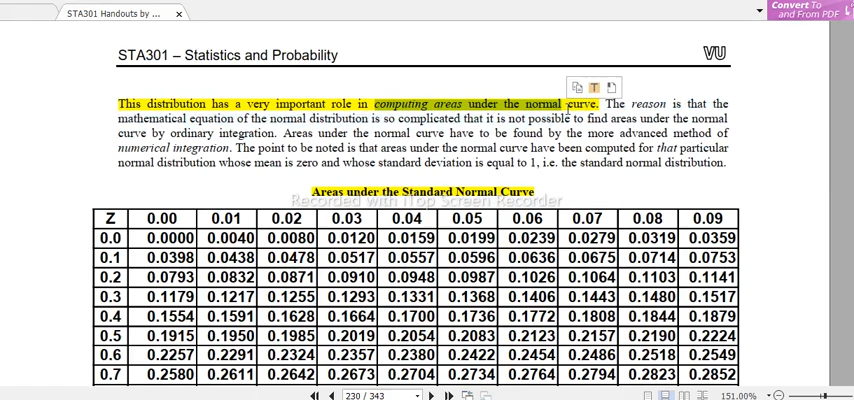 STA301 Handouts by ... ×
Convert To
and From PDF
STA301 – Statistics and Probability VU
This distribution has a very important role in computing areas under the normal curve. The reason is that the
mathematical equation of the normal distribution is so complicated that it is not possible to find areas under the normal
curve by ordinary integration. Areas under the normal curve have to be found by the more advanced method of
numerical integration. The point to be noted is that areas under the normal curve have been computed for that particular
normal distribution whose mean is zero and whose standard deviation is equal to 1, i.e. the standard normal distribution.
Areas under the Standard Normal Curve
Recorded with iTop Screen Recorder
Z 0.00 0.01 0.02 0.03 0.04 0.05 0.06 0.07 0.08 0.09
0.0 0.0000 0.0040 0.0080 0.0120 0.0159 0.0199 0.0239 0.0279 0.0319 0.0359
0.1 0.0398 0.0438 0.0478 0.0517 0.0557 0.0596 0.0636 0.0675 0.0714 0.0753
0.2 0.0793 0.0832 0.0871 0.0910 0.0948 0.0987 0.1026 0.1064 0.1103 0.1141
0.3 0.1179 0.1217 0.1255 0.1293 0.1331 0.1368 0.1406 0.1443 0.1480 0.1517
0.4 0.1554 0.1591 0.1628 0.1664 0.1700 0.1736 0.1772 0.1808 0.1844 0.1879
0.5 0.1915 0.1950 0.1985 0.2019 0.2054 0.2083 0.2123 0.2157 0.2190 0.2224
0.6 0.2257 0.2291 0.2324 0.2357 0.2380 0.2422 0.2454 0.2486 0.2518 0.2549
0.7 0.2580 0.2611 0.2642 0.2673 0.2704 0.2734 0.2764 0.2794 0.2823 0.2852
230 / 343 151.00%